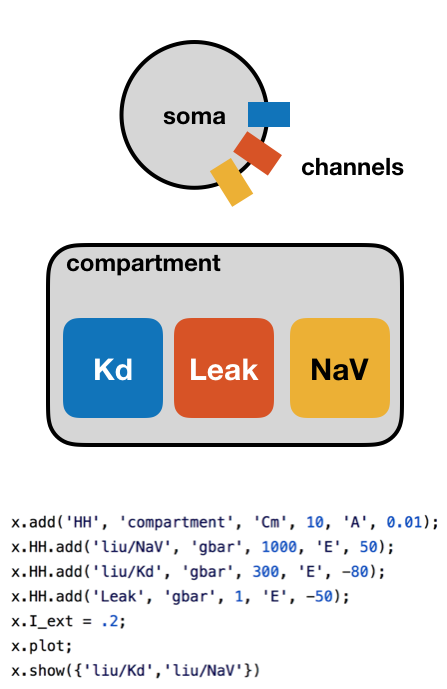 soma
channels
compartment
Kd
Leak
NaV
x.add('HH', 'compartment', 'Cm', 10, 'A', 0.01);
x.HH.add('liu/NaV', 'gbar', 1000, 'E', 50);
x.HH.add('liu/Kd', 'gbar', 300, 'E', -80);
x.HH.add('Leak', 'gbar', 1, 'E', -50);
x.I_ext = .2;
x.plot;
x.show({'liu/Kd','liu/NaV'})